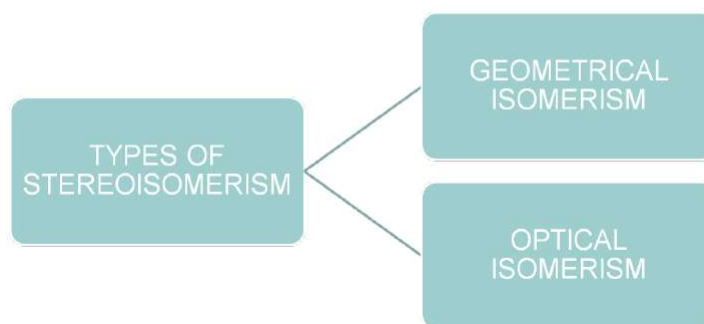 TYPES OF
STEREOISOMERISM
GEOMETRICAL
ISOMERISM
OPTICAL
ISOMERISM